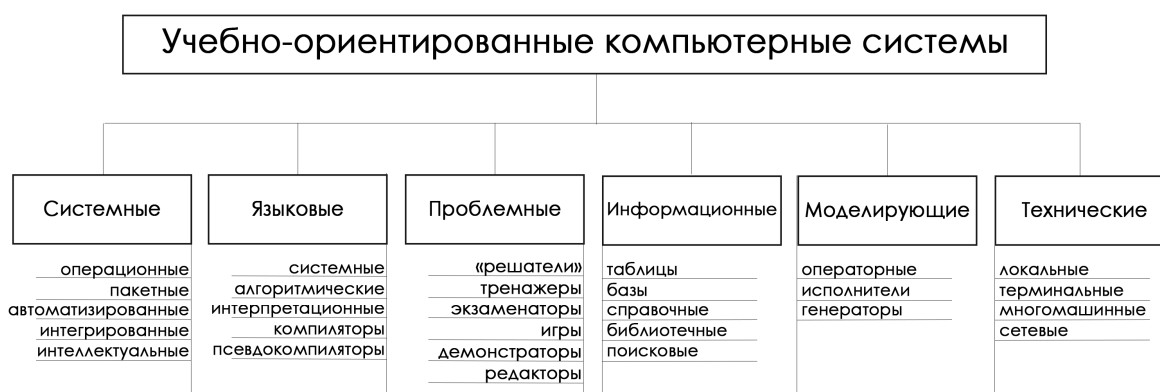 Учебно-ориентированные компьютерные системы
Системные
операционные
пакетные
автоматизированные
интегрированные
интеллектуальные
Языковые
системные
алгоритмические
интерпретационные
компиляторы
псевдокомпиляторы
Проблемные
«решатели»
тренажеры
экзаменаторы
игры
демонстраторы
редакторы
Информационные
таблицы
базы
справочные
библиотечные
поисковые
Моделирующие
операторные
исполнители
генераторы
Технические
локальные
терминальные
многомашинные
сетевые